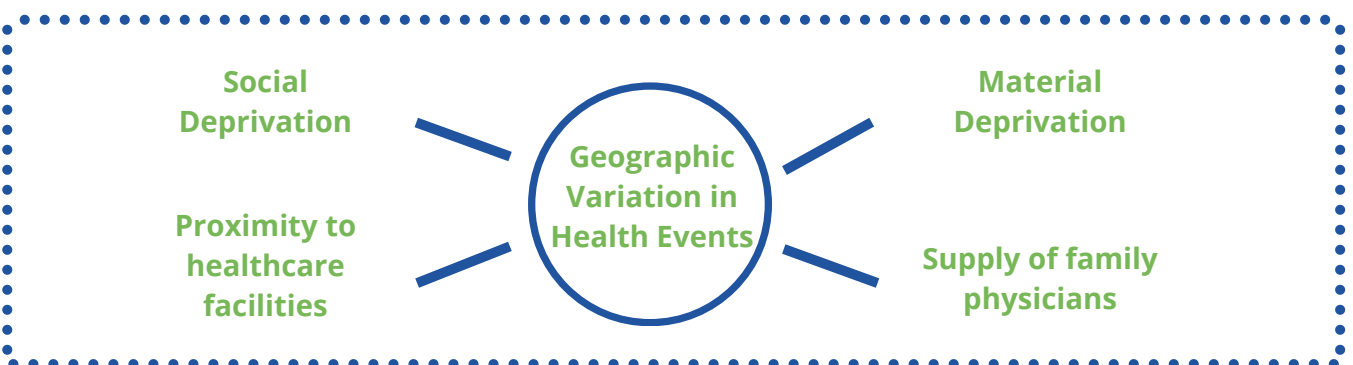 Social
Deprivation
Proximity to
healthcare
facilities
Geographic
Variation in
Health Events
Material
Deprivation
Supply of family
physicians